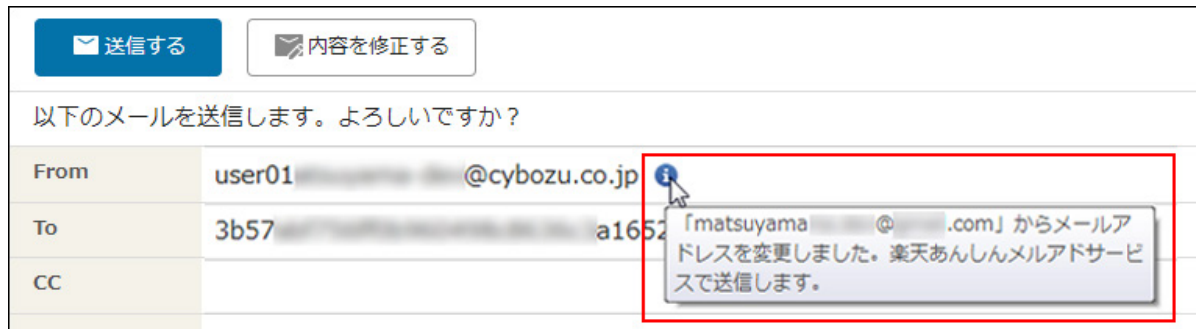 送信する 内容を修正する
以下のメールを送信します。よろしいですか？
From user01 @cybozu.co.jp
To 3b57 a1652
CC
「matsuyama @ .com」からメールア
ドレスを変更しました。楽天あんしんメルアドサービ
スで送信します。